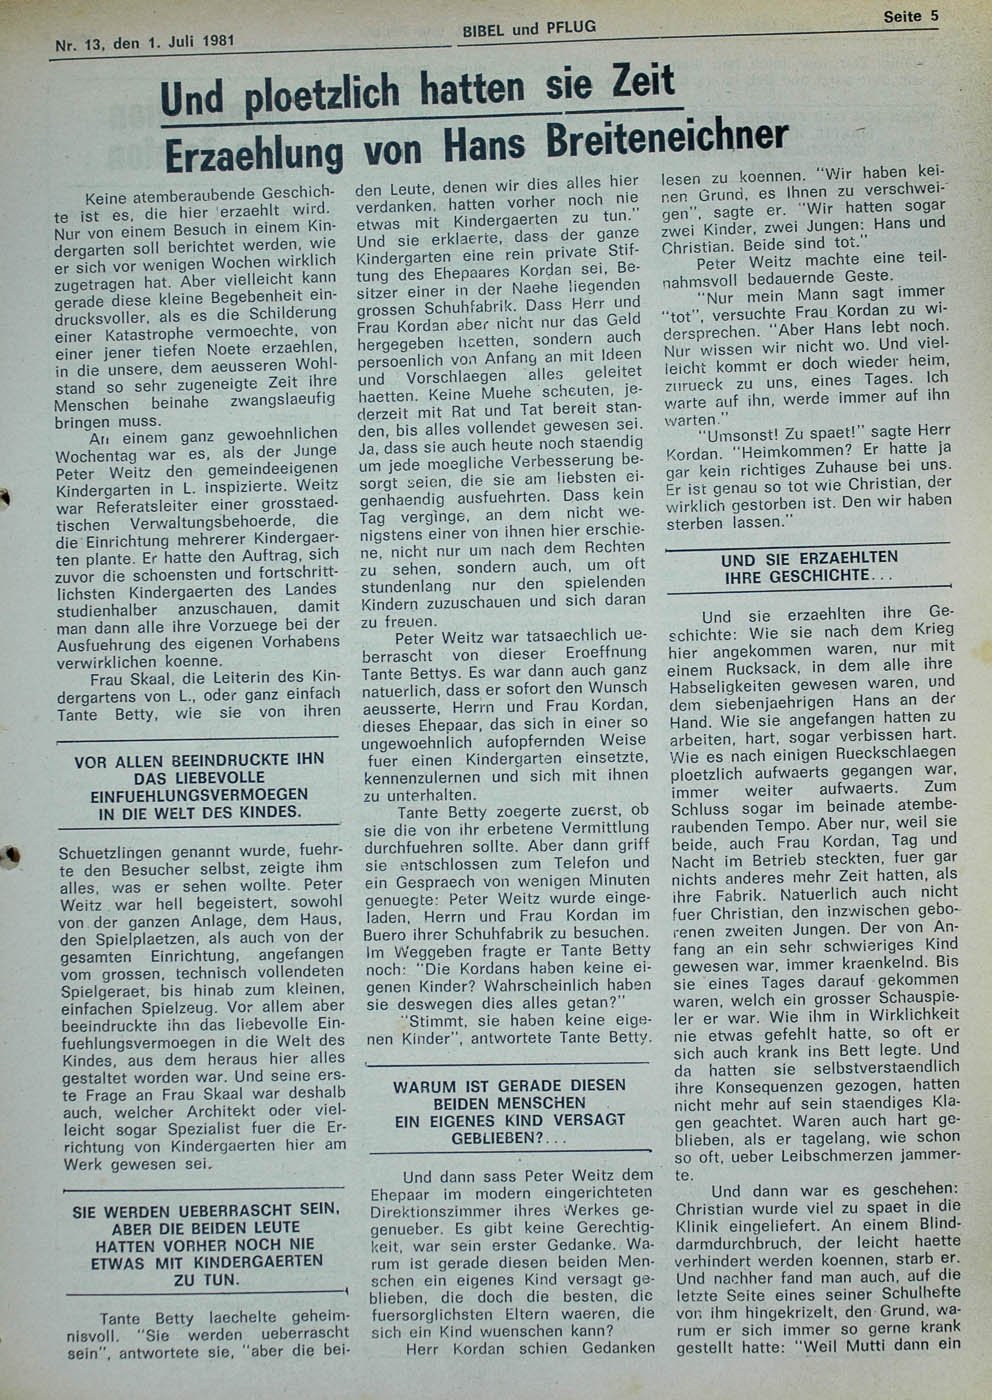 Nr. 13, den 1. Juli 1981
BIBEL und PFLUG
Seite 5
Und ploetzlich hatten sie Zeit
Erzaehlung von Hans Breiteneichner
Keine atemberaubende Geschich-
te ist es, die hier erzaehlt wird.
Nur von einem Besuch in einem Kin-
dergarten soll berichtet werden, wie
er sich vor wenigen Wochen wirklich
zugetragen hat. Aber vielleicht kann
gerade diese kleine Begebenheit ein-
drucksvoller, als es die Schilderung
einer Katastrophe vermoechte, von
einer jener tiefen Noete erzaehlen,
in die unsere, dem aeusseren Wohl-
stand so sehr zugeneigte Zeit ihre
Menschen beinahe zwangslaeufig
bringen muss.
An einem ganz gewoehnlichen
Wochentag war es, als der Junge
Peter Weitz den gemeindeeigenen
Kindergarten in L. inspizierte. Weitz
war Referatsleiter einer grosstaed-
tischen Verwaltungsbehoerde, die
die Einrichtung mehrerer Kindergaer-
ten plante. Er hatte den Auftrag, sich
zuvor die schoensten und fortschritt-
lichsten Kindergaerten des Landes
studienhalber anzuschauen, damit
man dann alle ihre Vorzuege bei der
Ausfuehrung des eigenen Vorhabens
verwirklichen koenne.
Frau Skaal, die Leiterin des Kin-
dergartens von L., oder ganz einfach
Tante Betty, wie sie von ihren
VOR ALLEN BEEINDRUCKTE IHN
DAS LIEBEVOLLE
EINFUEHLUNGSVERMOEGEN
IN DIE WELT DES KINDES.
Schuetzlingen genannt wurde, fuehr-
te den Besucher selbst, zeigte ihm
alles, was er sehen wollte. Peter
Weitz war hell begeistert, sowohl
von der ganzen Anlage, dem Haus,
den Spielplaetzen, als auch von der
gesamten Einrichtung, angefangen
vom grossen, technisch vollendeten
Spielgeraet, bis hinab zum kleinen,
einfachen Spielzeug. Vor allem aber
beeindruckte ihn das liebevolle Ein-
fuehlungsvermoegen in die Welt des
Kindes, aus dem heraus hier alles
gestaltet worden war. Und seine ers-
te Frage an Frau Skaal war deshalb
auch, welcher Architekt oder viel-
leicht sogar Spezialist fuer die Er-
richtung von Kindergaerten hier am
Werk gewesen sei.
SIE WERDEN UEBERRASCHT SEIN,
ABER DIE BEIDEN LEUTE
HATTEN VORHER NOCH NIE
ETWAS MIT KINDERGAERTEN
ZU TUN.
Tante Betty laechelte geheim-
nisvoll. "Sie werden ueberrascht
sein", antwortete sie, "aber die bei-
den Leute, denen wir dies alles hier
verdanken, hatten vorher noch nie
etwas mit Kindergaerten zu tun."
Und sie erklaerte, dass der ganze
Kindergarten eine rein private Stif-
tung des Ehepaares Kordan sei, Be-
sitzer einer in der Naehe liegenden
grossen Schuhfabrik. Dass Herr und
Frau Kordan aber nicht nur das Geld
hergegeben haetten, sondern auch
persoenlich von Anfang an mit Ideen
und Vorschlaegen alles geleitet
haetten. Keine Muehe scheuten, je-
derzeit mit Rat und Tat bereit stan-
den, bis alles vollendet gewesen sei.
Ja, dass sie auch heute noch staendig
um jede moegliche Verbesserung be-
sorgt seien, die sie am liebsten ei-
genhaendig ausfuehrten. Dass kein
Tag verginge, an dem nicht we-
nigstens einer von ihnen hier erschie-
ne, nicht nur um nach dem Rechten
zu sehen, sondern auch, um oft
stundenlang nur den spielenden
Kindern zuzuschauen und sich daran
zu freuen.
Peter Weitz war tatsaechlich ue-
berrascht von dieser Eroeffnung
Tante Bettys. Es war dann auch ganz
natuerlich, dass er sofort den Wunsch
aeusserte, Herrn und Frau Kordan,
dieses Ehepaar, das sich in einer so
ungewoehnlich aufopfernden Weise
fuer einen Kindergarten einsetzte,
kennenzulernen und sich mit ihnen
zu unterhalten.
Tante Betty zoegerte zuerst, ob
sie die von ihr erbetene Vermittlung
durchfuehren sollte. Aber dann griff
sie entschlossen zum Telefon und
ein Gespraech von wenigen Minuten
genuegte: Peter Weitz wurde einge-
laden, Herrn und Frau Kordan im
Buero ihrer Schuhfabrik zu besuchen.
Im Weggeben fragte er Tante Betty
noch: "Die Kordans haben keine ei-
genen Kinder? Wahrscheinlich haben
sie deswegen dies alles getan?"
"Stimmt, sie haben keine eige-
nen Kinder", antwortete Tante Betty.
WARUM IST GERADE DIESEN
BEIDEN MENSCHEN
EIN EIGENES KIND VERSAGT
GEBLIEBEN?...
Und dann sass Peter Weitz dem
Ehepaar im modern eingerichteten
Direktionszimmer ihres Werkes ge-
genueber. Es gibt keine Gerechtig-
keit, war sein erster Gedanke. Wa-
rum ist gerade diesen beiden Men-
schen ein eigenes Kind versagt ge-
blieben, die doch die besten, die
fuersorglichsten Eltern waeren, die
sich ein Kind wuenschen kann?
Herr Kordan schien Gedanken
lesen zu koennen. "Wir haben kei-
nen Grund, es Ihnen zu verschwei-
gen", sagte er. "Wir hatten sogar
zwei Kinder, zwei Jungen: Hans und
Christian. Beide sind tot."
Peter Weitz machte eine teil-
nahmsvoll bedauernde Geste.
"Nur mein Mann sagt immer
"tot", versuchte Frau Kordan zu wi-
dersprechen. "Aber Hans lebt noch.
Nur wissen wir nicht wo. Und viel-
leicht kommt er doch wieder heim,
zurueck zu uns, eines Tages. Ich
warte auf ihn, werde immer auf ihn
warten."
"Umsonst! Zu spaet!" sagte Herr
Kordan. "Heimkommen? Er hatte ja
gar kein richtiges Zuhause bei uns.
Er ist genau so tot wie Christian, der
wirklich gestorben ist. Den wir haben
sterben lassen."
UND SIE ERZAEHLTEN
IHRE GESCHICHTE...
Und sie erzaehlten ihre Ge-
schichte: Wie sie nach dem Krieg
hier angekommen waren, nur mit
einem Rucksack, in dem alle ihre
Habseligkeiten gewesen waren, und
dem siebenjaehrigen Hans an der
Hand. Wie sie angefangen hatten zu
arbeiten, hart, sogar verbissen hart.
Wie es nach einigen Rueckschlaegen
ploetzlich aufwaerts gegangen war,
immer weiter aufwaerts. Zum
Schluss sogar im beinade atembe-
raubenden Tempo. Aber nur, weil sie
beide, auch Frau Kordan, Tag und
Nacht im Betrieb steckten, fuer gar
nichts anderes mehr Zeit hatten, als
ihre Fabrik. Natuerlich auch nicht
fuer Christian, den inzwischen gebo-
renen zweiten Jungen. Der von An-
fang an ein sehr schwieriges Kind
gewesen war, immer kraenkelnd. Bis
sie eines Tages darauf gekommen
waren, welch ein grosser Schauspie-
ler er war. Wie ihm in Wirklichkeit
nie etwas gefehlt hatte, so oft er
sich auch krank ins Bett legte. Und
da hatten sie selbstverstaendlich
ihre Konsequenzen gezogen, hatten
nicht mehr auf sein staendiges Kla-
gen geachtet. Waren auch hart ge-
blieben, als er tagelang, wie schon
so oft, ueber Leibschmerzen jammer-
te.
Und dann war es geschehen:
Christian wurde viel zu spaet in die
Klinik eingeliefert. An einem Blind-
darmdurchbruch, der leicht haette
verhindert werden koennen, starb er.
Und nachher fand man auch, auf die
letzte Seite eines seiner Schulhefte
von ihm hingekrizelt, den Grund, wa-
rum er sich immer so gerne krank
gestellt hatte: "Weil Mutti dann ein